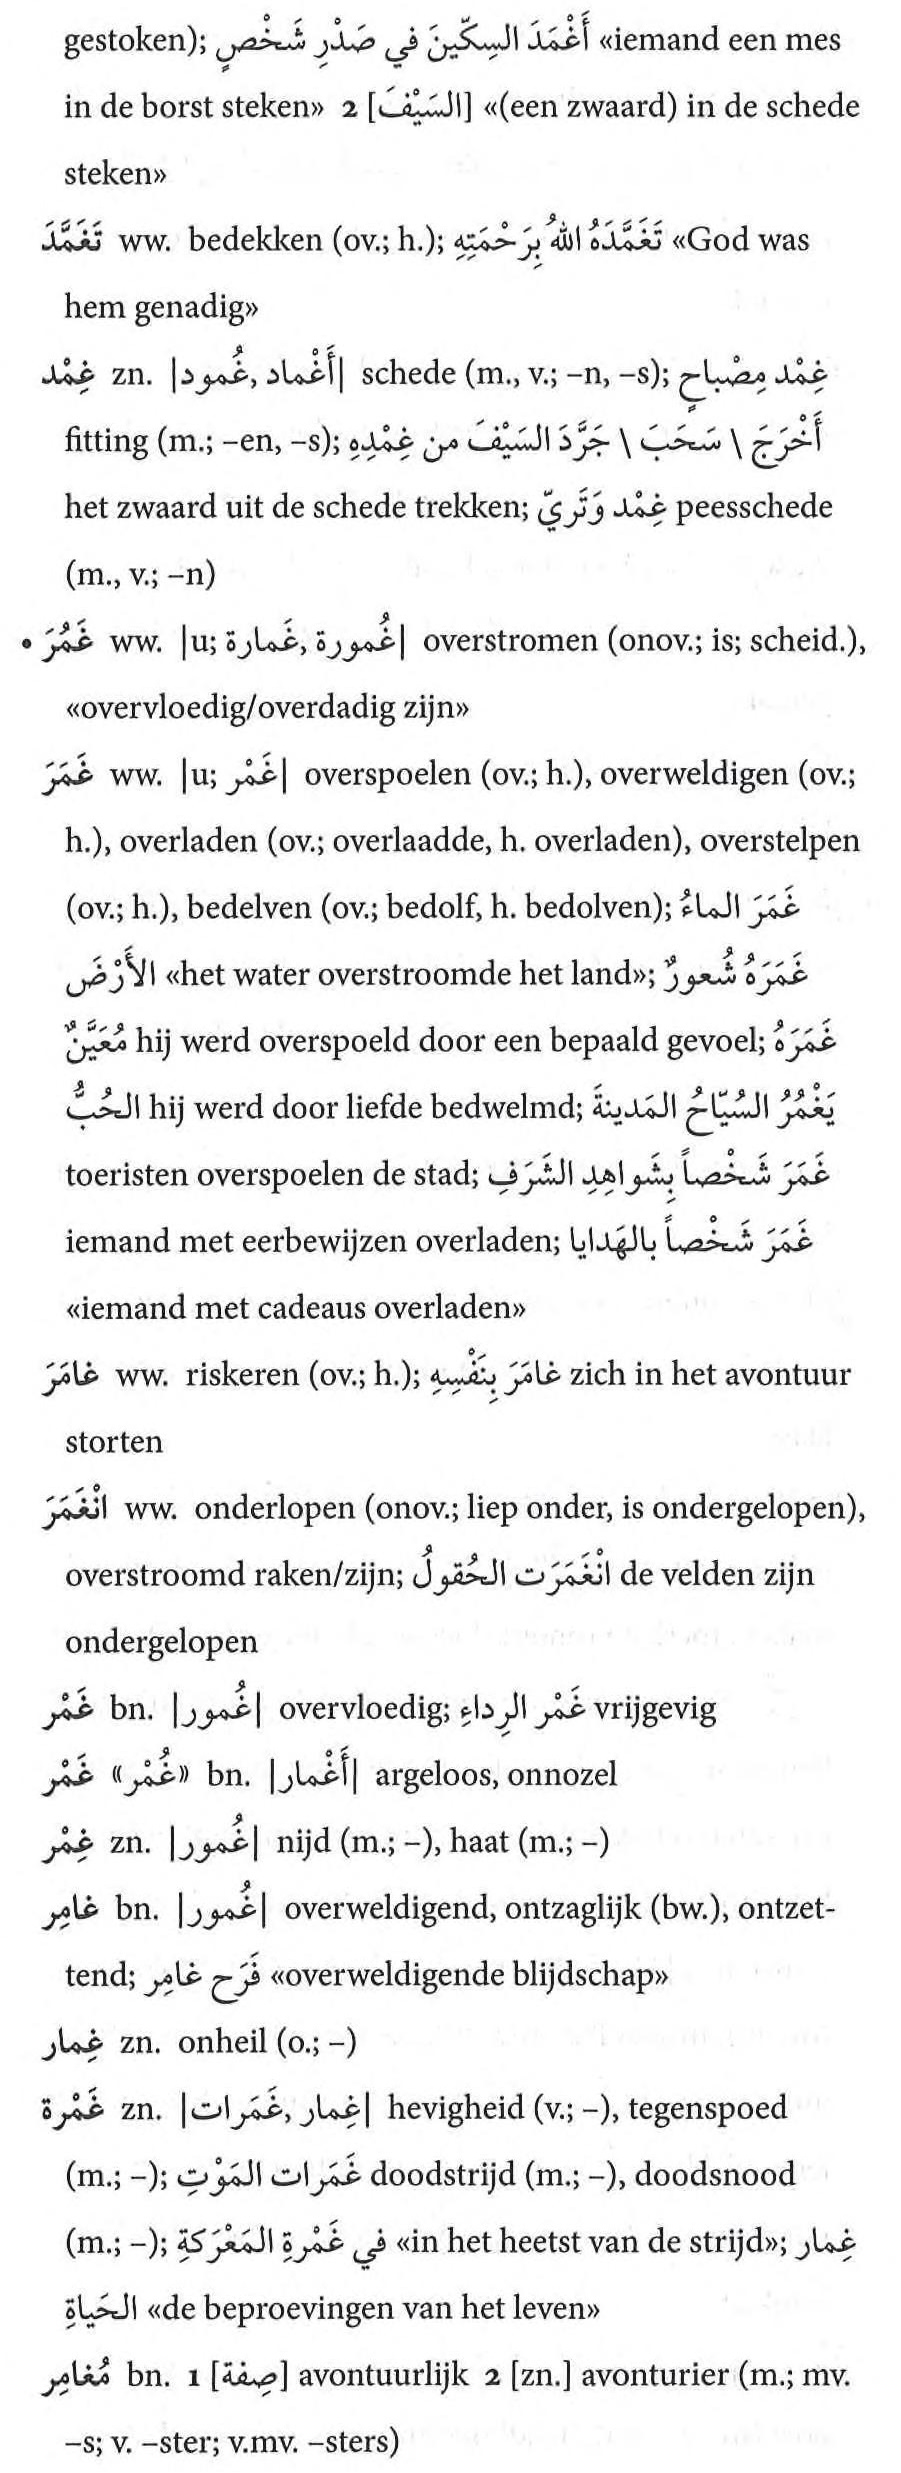 gestoken); أَغْمَدَ السِكّينَ في صَدْرِ شَخْصٍ «iemand een mes
in de borst steken» 2 [السَيْفَ] «(een zwaard) in de schede
steken»
تَغَمَّدَ ww. bedekken (ov.; h.); تَغَمَّدَهُ اللهُ بِرَحْمَتِهِ «God was
hem genadig»
غِمْد zn. |أَغْماد, غُمود| schede (m., v.; –n, –s); غِمْد مِصْباحٍ
fitting (m.; –en, –s); أَخْرَجَ \ سَحَبَ \ جَرَّدَ السَيْفَ من غِمْدِهِ
het zwaard uit de schede trekken; غِمْد وَتَرِيّ peesschede
(m., v.; –n)
• غَمُرَ ww. |u; غُمورة, غَمارة| overstromen (onov.; is; scheid.),
«overvloedig/overdadig zijn»
غَمَرَ ww. |u; غَمْر| overspoelen (ov.; h.), overweldigen (ov.;
h.), overladen (ov.; overlaadde, h. overladen), overstelpen
(ov.; h.), bedelven (ov.; bedolf, h. bedolven); غَمَرَ الماءُ
الأَرْضَ «het water overstroomde het land»; غَمَرَهُ شُعورٌ
مُعَيَّنٌ hij werd overspoeld door een bepaald gevoel; غَمَرَهُ
الحُبُّ hij werd door liefde bedwelmd; يَغْمُرُ السُيّاحُ المَدينةَ
toeristen overspoelen de stad; غَمَرَ شَخْصاً بِشَواهِدِ الشَرَفِ
iemand met eerbewijzen overladen; غَمَرَ شَخْصاً بِالهَدايا
«iemand met cadeaus overladen»
غامَرَ ww. riskeren (ov.; h.); غامَرَ بِنَفْسِهِ zich in het avontuur
storten
انْغَمَرَ ww. onderlopen (onov.; liep onder, is ondergelopen),
overstroomd raken/zijn; انْغَمَرَت الحُقولُ de velden zijn
ondergelopen
غَمْر bn. |غُمور| overvloedig; غَمْر الرِداءِ vrijgevig
غَمْر «غُمْر» bn. |أَغْمار| argeloos, onnozel
غِمْر zn. |غُمور| nijd (m.; –), haat (m.; –)
غامِر bn. |غُمور| overweldigend, ontzaglijk (bw.), ontzet-
tend; فَرَح غامِر «overweldigende blijdschap»
غِمار zn. onheil (o.; –)
غَمْرة zn. |غِمار, غَمَرات| hevigheid (v.; –), tegenspoed
(m.; –); غَمَرات المَوْتِ doodstrijd (m.; –), doodsnood
(m.; –); في غَمْرةِ المَعْرَكةِ «in het heetst van de strijd»; غِمار
الحَياةِ «de beproevingen van het leven»
مُغامِر bn. 1 [صِفة] avontuurlijk 2 [zn.] avonturier (m.; mv.
–s; v. –ster; v.mv. –sters)